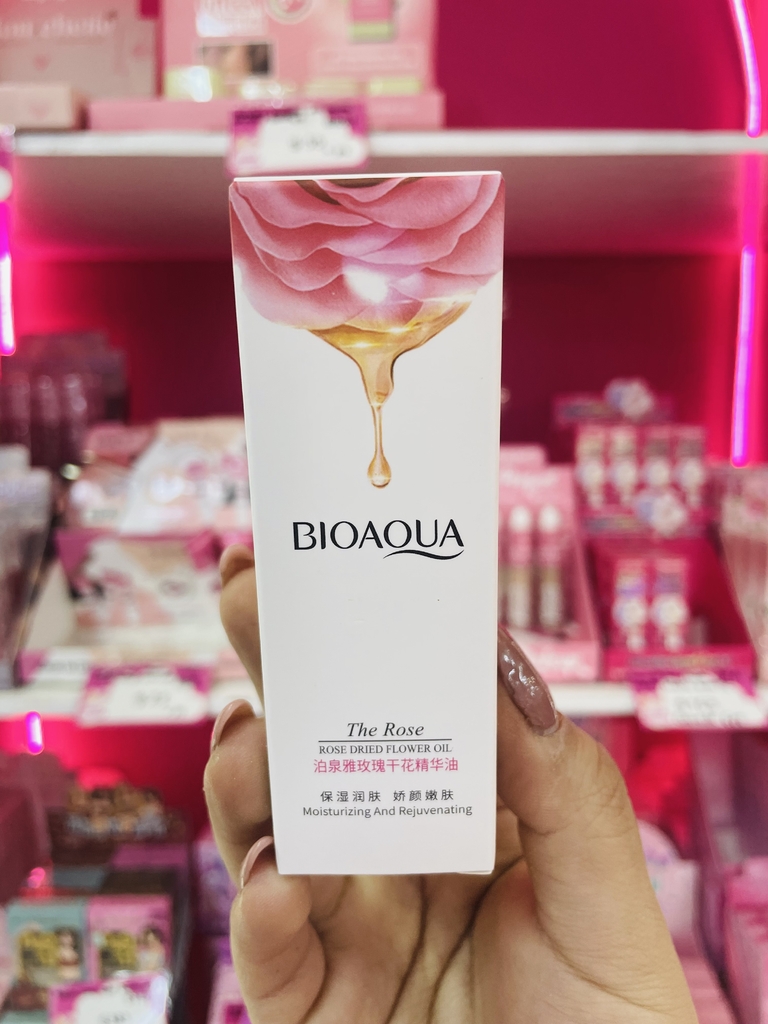 BIOAQUA
The Rose
ROSE DRIED FLOWER OIL
泊泉雅玫瑰干花精华油
保湿润肤 娇颜嫩肤
Moisturizing And Rejuvenating